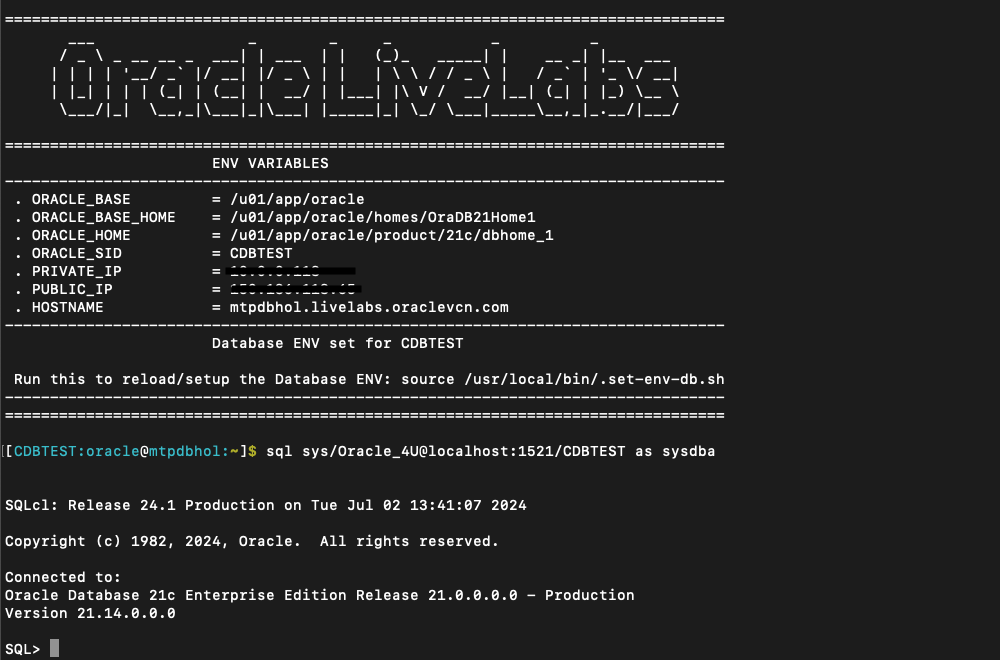 Oracle LiveLabs
ENV VARIABLES
. ORACLE_BASE = /u01/app/oracle
. ORACLE_BASE_HOME = /u01/app/oracle/homes/OraDB21Home1
. ORACLE_HOME = /u01/app/oracle/product/21c/dbhome_1
. ORACLE_SID = CDBTEST
. PRIVATE_IP =
. PUBLIC_IP =
. HOSTNAME = mtpdbhol.livelabs.oraclevcn.com
Database ENV set for CDBTEST
Run this to reload/setup the Database ENV: source /usr/local/bin/.set-env-db.sh
[[CDBTEST:oracle@mtpdbhol:~]$ sql sys/Oracle_4U@localhost:1521/CDBTEST as sysdba
SQLcl: Release 24.1 Production on Tue Jul 02 13:41:07 2024
Copyright (c) 1982, 2024, Oracle.  All rights reserved.
Connected to:
Oracle Database 21c Enterprise Edition Release 21.0.0.0.0 - Production
Version 21.14.0.0.0
SQL>